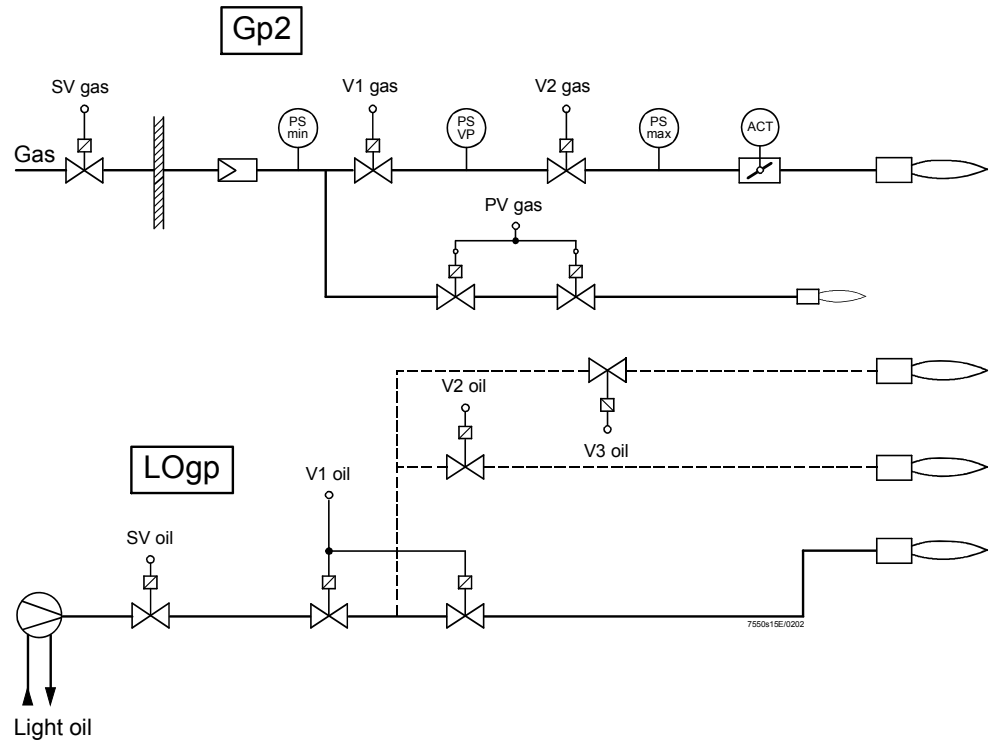 Gp2
SV gas
V1 gas
V2 gas
PS
min
PS
VP
PS
max
ACT
Gas
PV gas
V2 oil
V3 oil
LOgp
V1 oil
SV oil
7550s15E/0202
Light oil